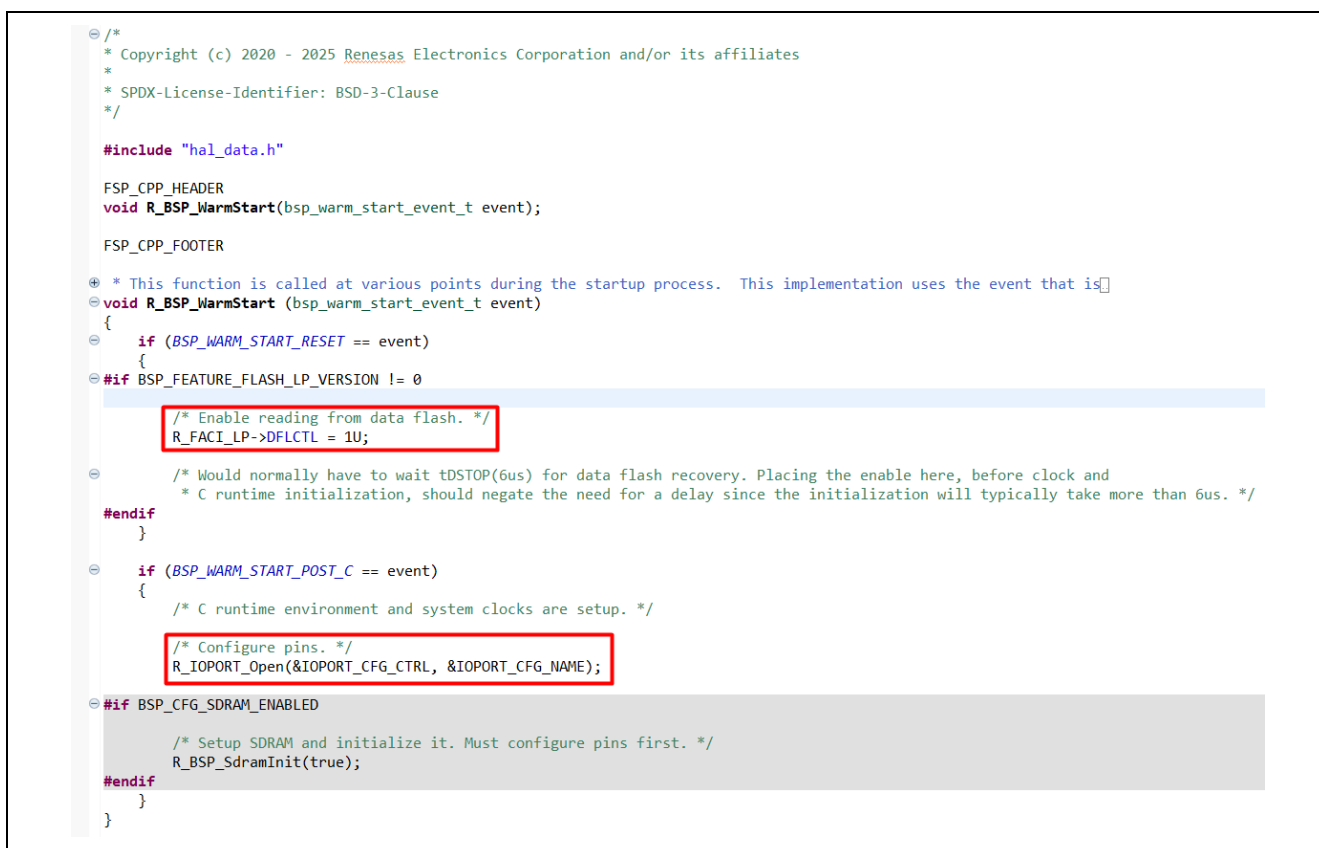 /*
* Copyright (c) 2020 - 2025 Renesas Electronics Corporation and/or its affiliates
*
* SPDX-License-Identifier: BSD-3-Clause
*/
#include "hal_data.h"
FSP_CPP_HEADER
void R_BSP_WarmStart(bsp_warm_start_event_t event);
FSP_CPP_FOOTER
* This function is called at various points during the startup process.  This implementation uses the event that is
void R_BSP_WarmStart (bsp_warm_start_event_t event)
{
if (BSP_WARM_START_RESET == event)
{
#if BSP_FEATURE_FLASH_LP_VERSION != 0
/* Enable reading from data flash. */
R_FACI_LP->DFLCTL = 1U;
/* Would normally have to wait tDSTOP(6us) for data flash recovery. Placing the enable here, before clock and
* C runtime initialization, should negate the need for a delay since the initialization will typically take more than 6us. */
#endif
}
if (BSP_WARM_START_POST_C == event)
{
/* C runtime environment and system clocks are setup. */
/* Configure pins. */
R_IOPORT_Open(&IOPORT_CFG_CTRL, &IOPORT_CFG_NAME);
#if BSP_CFG_SDRAM_ENABLED
/* Setup SDRAM and initialize it. Must configure pins first. */
R_BSP_SdramInit(true);
#endif
}
}